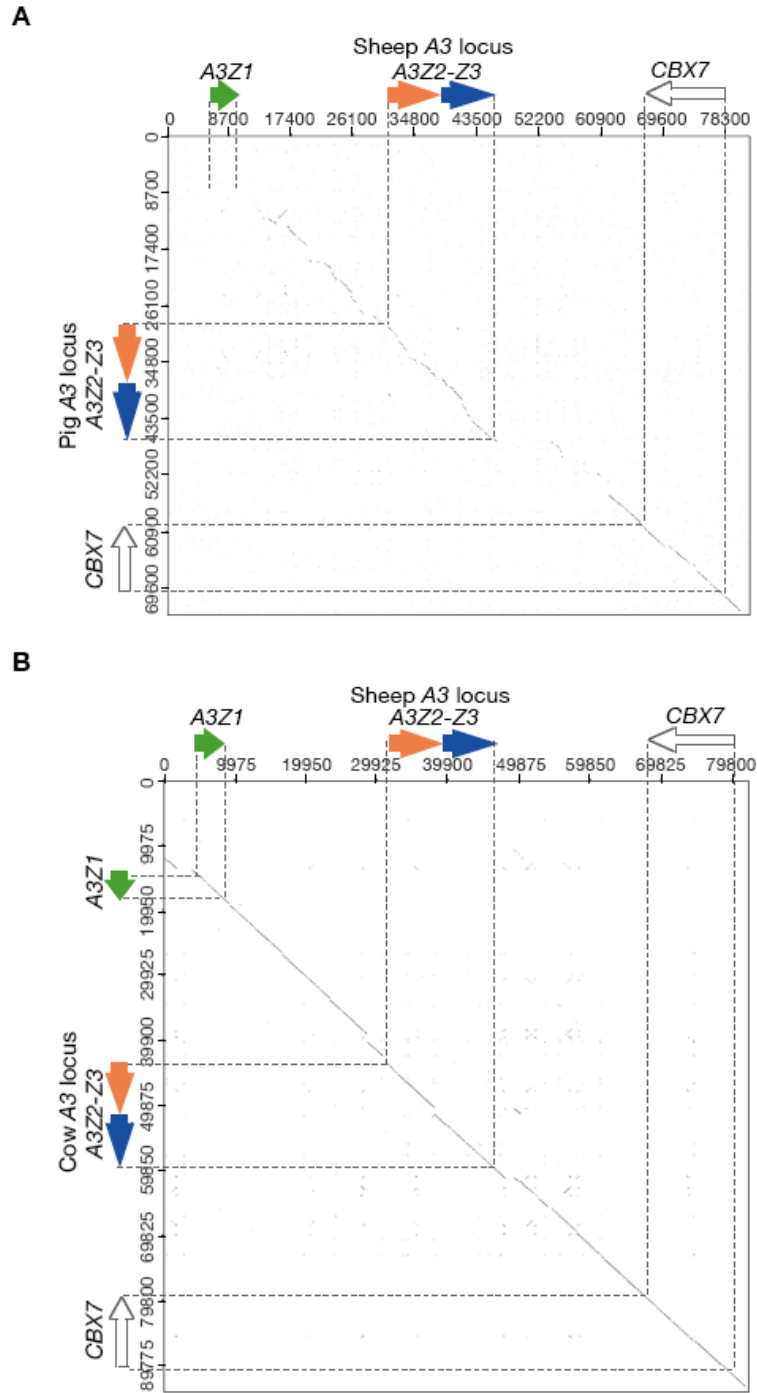 A
Sheep A3 locus
A3Z1 A3Z2-Z3 CBX7
0 8700 17400 26100 34800 43500 52200 60900 69600 78300
0
8700
17400
26100
34800
43500
52200
60900
69600
Pig A3 locus
A3Z2-Z3
CBX7
B
Sheep A3 locus
A3Z1 A3Z2-Z3 CBX7
0 9975 19950 29925 39900 49875 59850 69825 79800
0
9975
19950
29925
39900
49875
59850
69825
79800
89775
A3Z1
Cow A3 locus
A3Z2-Z3
CBX7